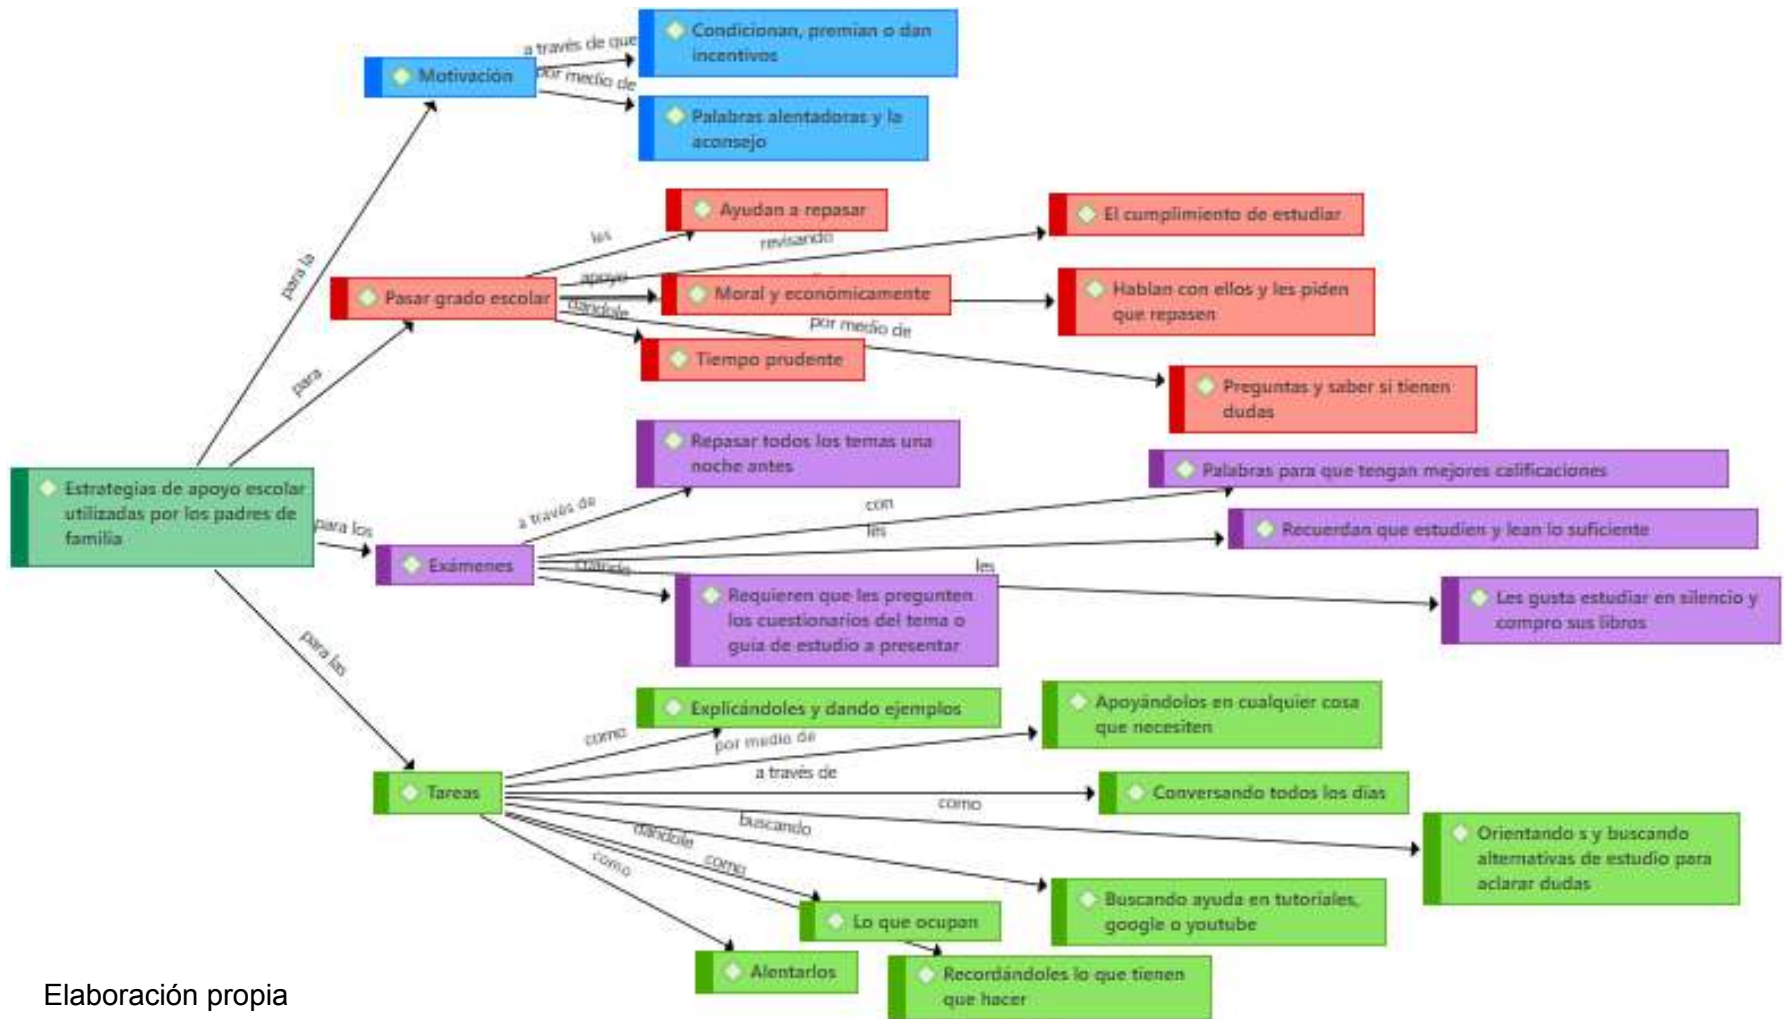 Condicionan, premian o dan
incentivos
a través de que
Motivación
por medio de
Palabras alentadoras y la
aconsejo
para la
Ayudan a repasar
les
revisando
El cumplimiento de estudiar
Pasar grado escolar
apoyo
Moral y económicamente
Hablan con ellos y les piden
que repasen
dándole
por medio de
Tiempo prudente
para
Preguntas y saber si tienen
dudas
Repasar todos los temas una
noche antes
Palabras para que tengan mejores calificaciones
Estrategias de apoyo escolar
utilizadas por los padres de
familia
para los
a través de
con
les
Recuerdan que estudien y lean lo suficiente
Exámenes
cuando
les
Requieren que les pregunten
los cuestionarios del tema o
guía de estudio a presentar
Les gusta estudiar en silencio y
compro sus libros
para las
Explicándoles y dando ejemplos
Apoyándolos en cualquier cosa
que necesiten
como
por medio de
a través de
Tareas
Conversando todos los días
como
buscando
Orientando s y buscando
alternativas de estudio para
aclarar dudas
dándole
como
como
Buscando ayuda en tutoriales,
google o youtube
Lo que ocupan
Alentarlos
Recordándoles lo que tienen
que hacer
Elaboración propia